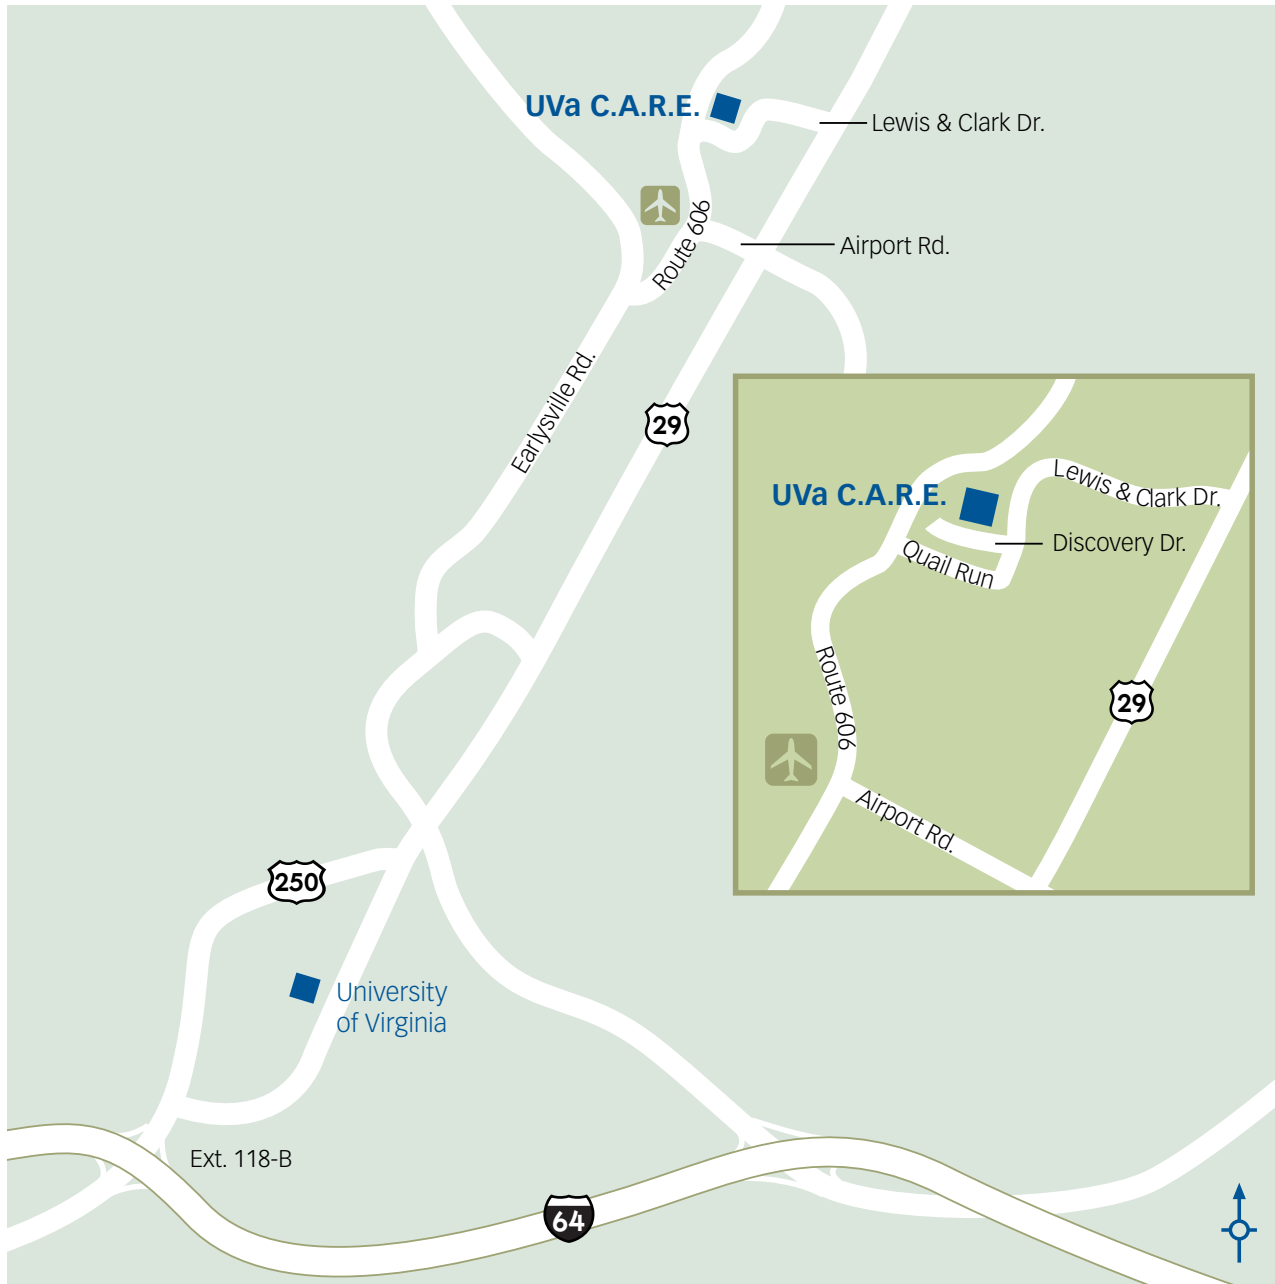 UVa C.A.R.E.
Lewis & Clark Dr.
Route 606
Airport Rd.
Earlysville Rd.
29
UVa C.A.R.E.
Lewis & Clark Dr.
Discovery Dr.
Quail Run
Route 606
29
Airport Rd.
250
University
of Virginia
Ext. 118-B
64